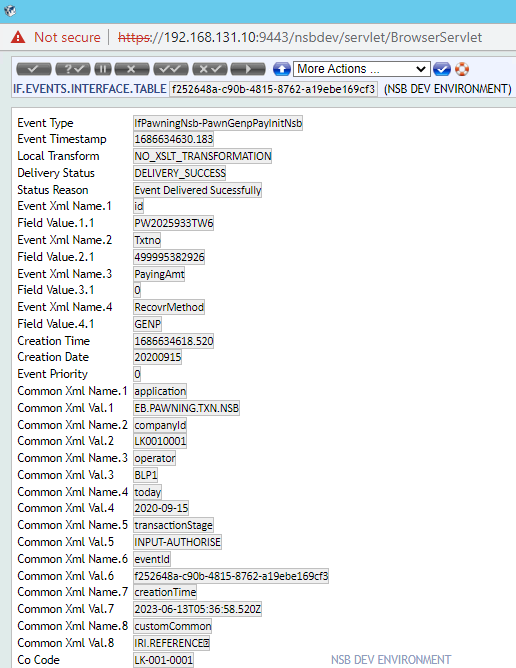 Not secure https://192.168.131.10:9443/nsbdev/servlet/BrowserServlet
More Actions ...
IF.EVENTS.INTERFACE.TABLE f252648a-c90b-4815-8762-a19ebe169cf3 (NSB DEV ENVIRONMENT)
Event Type IfPawningNsb-PawnGenpPayInitNsb
Event Timestamp 1686634630.183
Local Transform NO_XSLT_TRANSFORMATION
Delivery Status DELIVERY_SUCCESS
Status Reason Event Delivered Sucessfully
Event Xml Name.1 id
Field Value.1.1 PW2025933TW6
Event Xml Name.2 Txtno
Field Value.2.1 499995382926
Event Xml Name.3 PayingAmt
Field Value.3.1 0
Event Xml Name.4 RecovrMethod
Field Value.4.1 GENP
Creation Time 1686634618.520
Creation Date 20200915
Event Priority 0
Common Xml Name.1 application
Common Xml Val.1 EB.PAWNING.TXN.NSB
Common Xml Name.2 companyId
Common Xml Val.2 LK0010001
Common Xml Name.3 operator
Common Xml Val.3 BLP1
Common Xml Name.4 today
Common Xml Val.4 2020-09-15
Common Xml Name.5 transactionStage
Common Xml Val.5 INPUT-AUTHORISE
Common Xml Name.6 eventId
Common Xml Val.6 f252648a-c90b-4815-8762-a19ebe169cf3
Common Xml Name.7 creationTime
Common Xml Val.7 2023-06-13T05:36:58.520Z
Common Xml Name.8 customCommon
Common Xml Val.8 IRI.REFERENCE
Co Code LK-001-0001 NSB DEV ENVIRONMENT